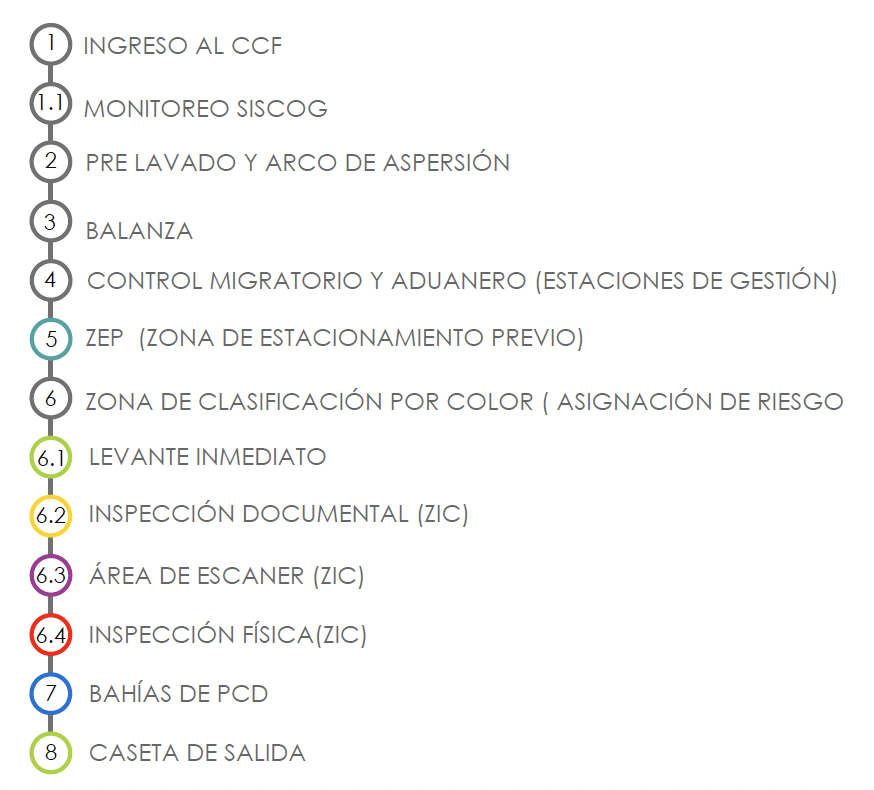 1 INGRESO AL CCF
1.1 MONITOREO SISCOG
2 PRE LAVADO Y ARCO DE ASPERSIÓN
3 BALANZA
4 CONTROL MIGRATORIO Y ADUANERO (ESTACIONES DE GESTIÓN)
5 ZEP (ZONA DE ESTACIONAMIENTO PREVIO)
6 ZONA DE CLASIFICACIÓN POR COLOR ( ASIGNACIÓN DE RIESGO
6.1 LEVANTE INMEDIATO
6.2 INSPECCIÓN DOCUMENTAL (ZIC)
6.3 ÁREA DE ESCANER (ZIC)
6.4 INSPECCIÓN FÍSICA(ZIC)
7 BAHÍAS DE PCD
8 CASETA DE SALIDA